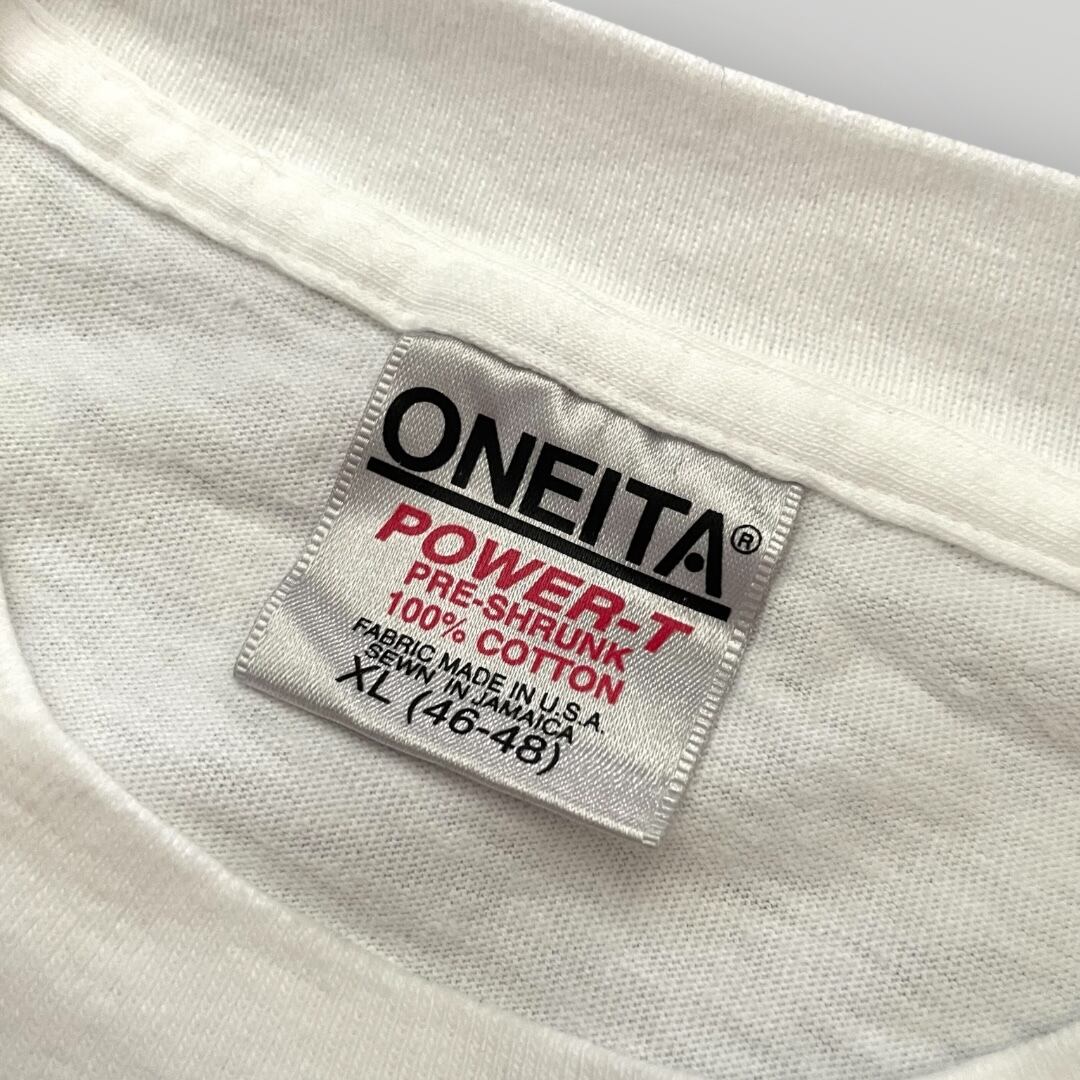 ONEITA®
POWER-T
PRE-SHRUNK
100% COTTON
FABRIC MADE IN U.S.A.
SEWN IN JAMAICA
XL (46-48)